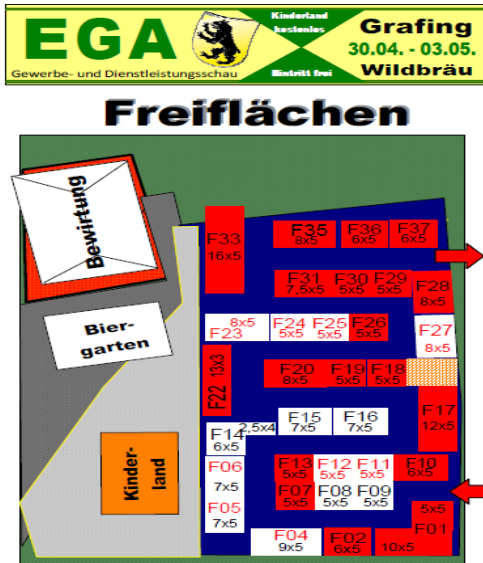 EGA
Gewerbe- und Dienstleistungsschau
Kinderland
kostenlos
Eintritt frei
Grafing
30.04. - 03.05.
Wildbräu
Freiflächen
Bewirtung
Bier-
garten
Kinder-
land
F33
16x5
F35
8x5
F36
6x5
F37
6x5
F31
7,5x5
F30
5x5
F29
5x5
F28
8x5
8x5
F23
F24
5x5
F25
5x5
F26
5x5
F27
8x5
F22 13x3
F20
8x5
F19
5x5
F18
5x5
F17
12x5
F14
6x5
2,5x4
F15
7x5
F16
7x5
F06
7x5
F05
7x5
F13
5x5
F12
5x5
F11
5x5
F10
6x5
F07
5x5
F08
5x5
F09
5x5
F04
9x5
F02
6x5
5x5
F01
10x5